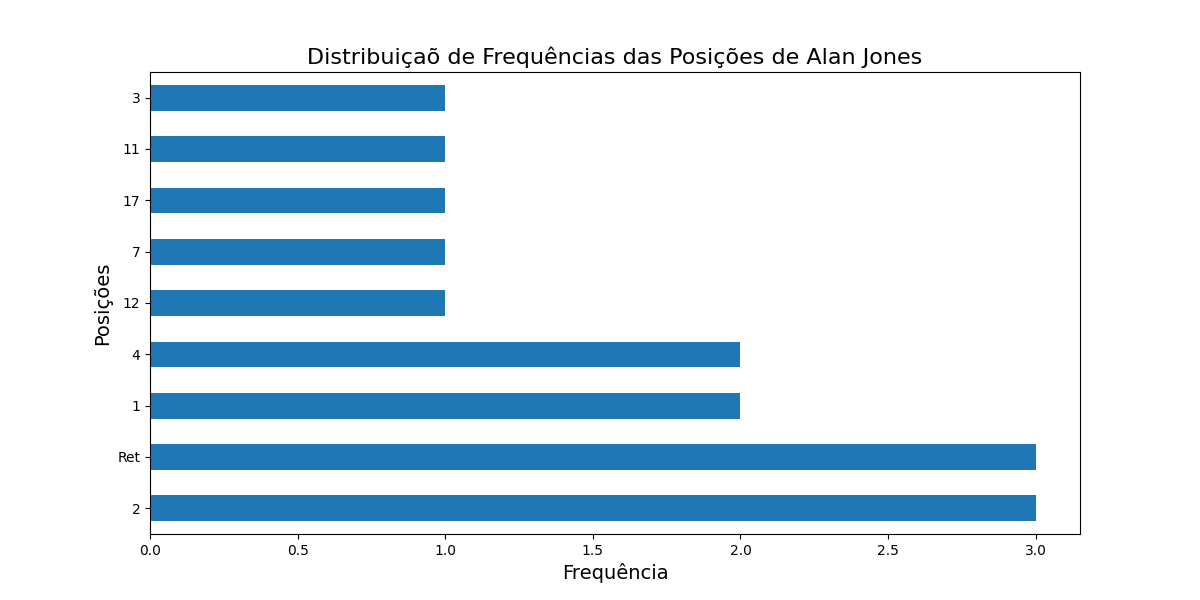 Distribuiçaõ de Frequências das Posições de Alan Jones
3
11
17
7
12
4
1
Ret
2
Posições
0.0 0.5 1.0 1.5 2.0 2.5 3.0
Frequência